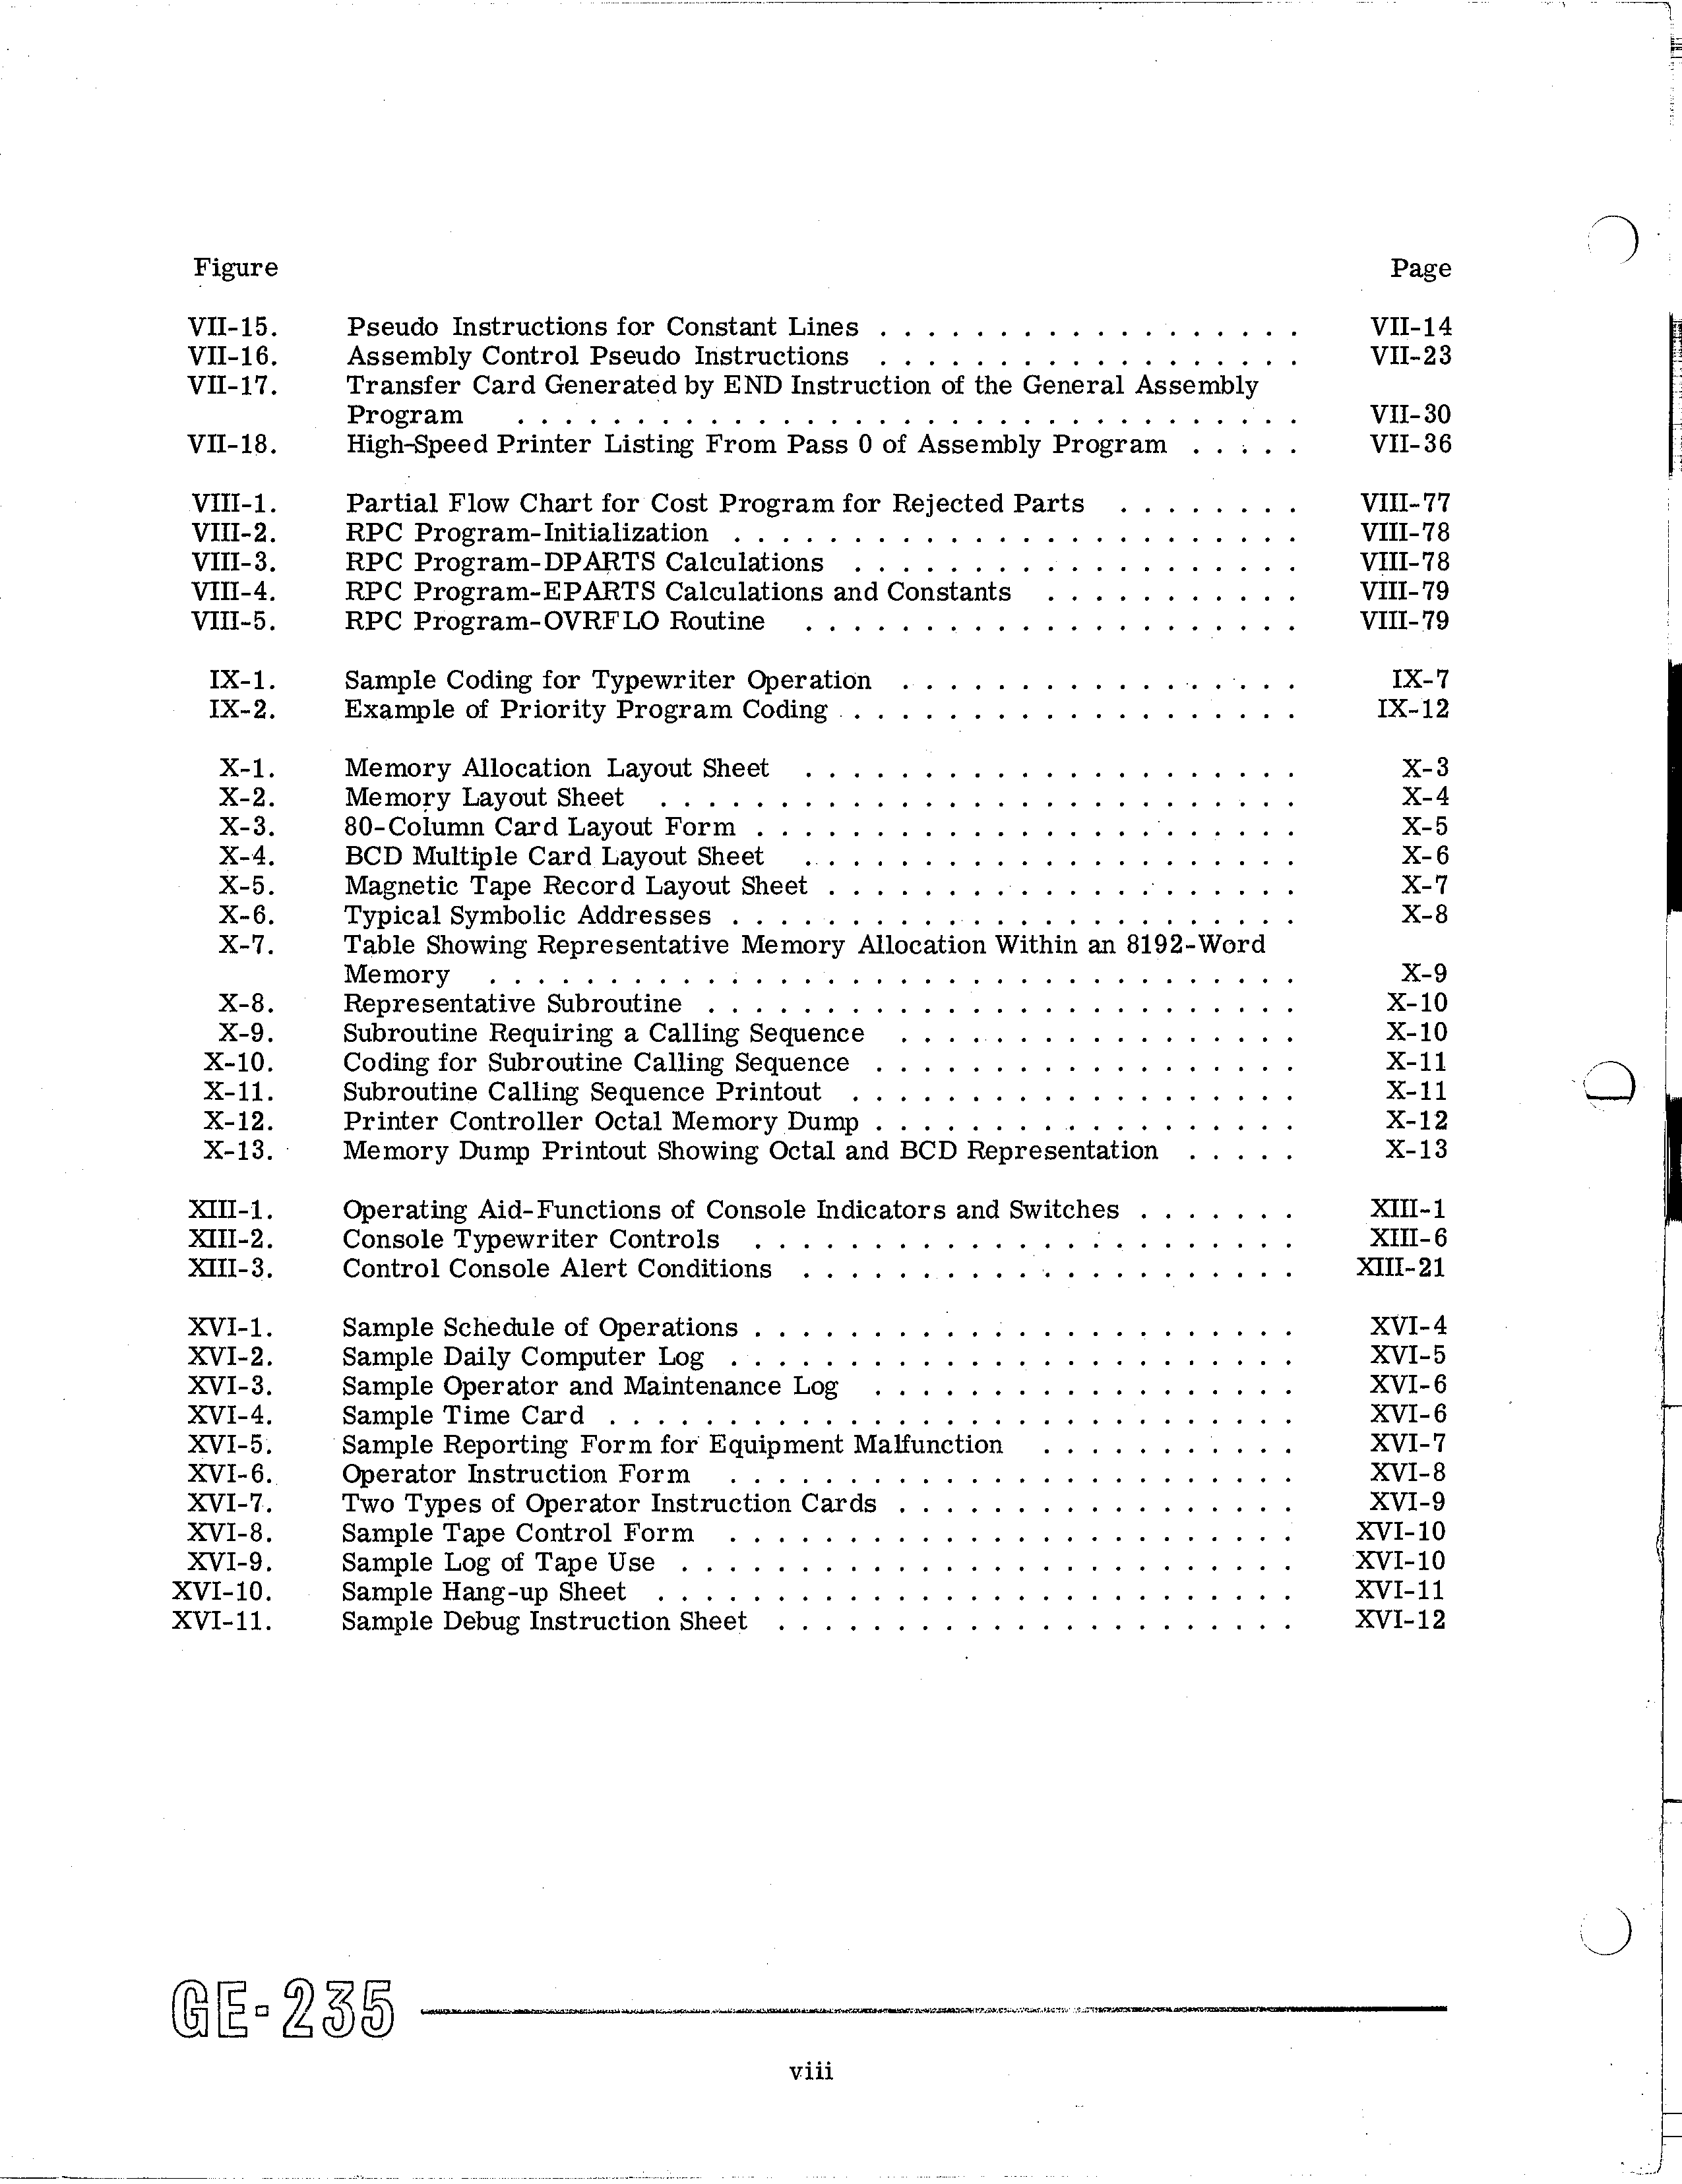 Figure Page
VII-15. Pseudo Instructions for Constant Lines . . . . . . . . . . . . . . . . . . VII-14
VII-16. Assembly Control Pseudo Instructions . . . . . . . . . . . . . . . . . . VII-23
VII-17. Transfer Card Generated by END Instruction of the General Assembly
Program . . . . . . . . . . . . . . . . . . . . . . . . . . . . . . . . . VII-30
VII-18. High-Speed Printer Listing From Pass 0 of Assembly Program . . . . . VII-36
VIII-1. Partial Flow Chart for Cost Program for Rejected Parts . . . . . . . . VIII-77
VIII-2. RPC Program-Initialization . . . . . . . . . . . . . . . . . . . . . . . . VIII-78
VIII-3. RPC Program-DPARTS Calculations . . . . . . . . . . . . . . . . . . . VIII-78
VIII-4. RPC Program-EPARTS Calculations and Constants . . . . . . . . . . . VIII-79
VIII-5. RPC Program-OVRFLO Routine . . . . . . . . . . . . . . . . . . . . . VIII-79
IX-1. Sample Coding for Typewriter Operation . . . . . . . . . . . . . . . . . IX-7
IX-2. Example of Priority Program Coding . . . . . . . . . . . . . . . . . . . IX-12
X-1. Memory Allocation Layout Sheet . . . . . . . . . . . . . . . . . . . . . X-3
X-2. Memory Layout Sheet . . . . . . . . . . . . . . . . . . . . . . . . . . . X-4
X-3. 80-Column Card Layout Form . . . . . . . . . . . . . . . . . . . . . . . X-5
X-4. BCD Multiple Card Layout Sheet . . . . . . . . . . . . . . . . . . . . . X-6
X-5. Magnetic Tape Record Layout Sheet . . . . . . . . . . . . . . . . . . . . X-7
X-6. Typical Symbolic Addresses . . . . . . . . . . . . . . . . . . . . . . . . X-8
X-7. Table Showing Representative Memory Allocation Within an 8192-Word
Memory . . . . . . . . . . . . . . . . . . . . . . . . . . . . . . . . . . X-9
X-8. Representative Subroutine . . . . . . . . . . . . . . . . . . . . . . . . . X-10
X-9. Subroutine Requiring a Calling Sequence . . . . . . . . . . . . . . . . . X-10
X-10. Coding for Subroutine Calling Sequence . . . . . . . . . . . . . . . . . . X-11
X-11. Subroutine Calling Sequence Printout . . . . . . . . . . . . . . . . . . . X-11
X-12. Printer Controller Octal Memory Dump . . . . . . . . . . . . . . . . . . X-12
X-13. Memory Dump Printout Showing Octal and BCD Representation . . . . . X-13
XIII-1. Operating Aid-Functions of Console Indicators and Switches . . . . . . . XIII-1
XIII-2. Console Typewriter Controls . . . . . . . . . . . . . . . . . . . . . . . XIII-6
XIII-3. Control Console Alert Conditions . . . . . . . . . . . . . . . . . . . . . XIII-21
XVI-1. Sample Schedule of Operations . . . . . . . . . . . . . . . . . . . . . . . XVI-4
XVI-2. Sample Daily Computer Log . . . . . . . . . . . . . . . . . . . . . . . . XVI-5
XVI-3. Sample Operator and Maintenance Log . . . . . . . . . . . . . . . . . . XVI-6
XVI-4. Sample Time Card . . . . . . . . . . . . . . . . . . . . . . . . . . . . . XVI-6
XVI-5. Sample Reporting Form for Equipment Malfunction . . . . . . . . . . . XVI-7
XVI-6. Operator Instruction Form . . . . . . . . . . . . . . . . . . . . . . . . XVI-8
XVI-7. Two Types of Operator Instruction Cards . . . . . . . . . . . . . . . . . XVI-9
XVI-8. Sample Tape Control Form . . . . . . . . . . . . . . . . . . . . . . . . XVI-10
XVI-9. Sample Log of Tape Use . . . . . . . . . . . . . . . . . . . . . . . . . . XVI-10
XVI-10. Sample Hang-up Sheet . . . . . . . . . . . . . . . . . . . . . . . . . . . XVI-11
XVI-11. Sample Debug Instruction Sheet . . . . . . . . . . . . . . . . . . . . . . XVI-12
GE-235
viii